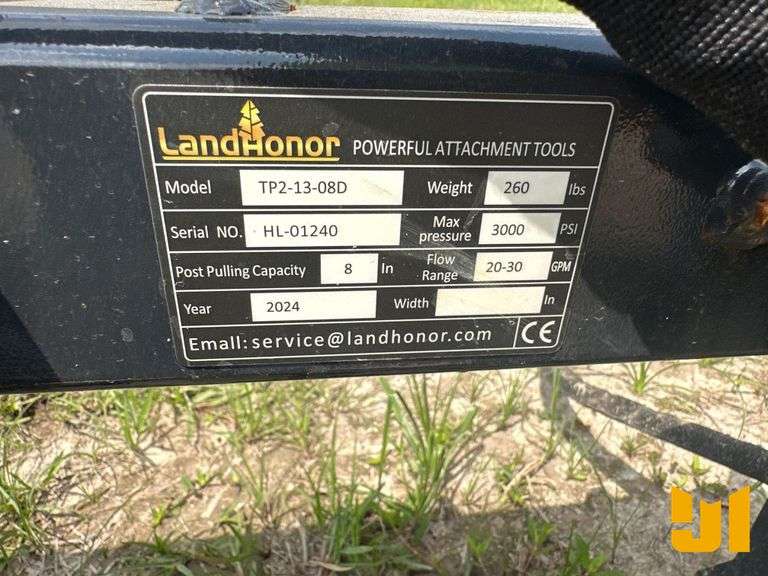 LandHonor POWERFUL ATTACHMENT TOOLS
Model TP2-13-08D Weight 260 lbs
Serial NO. HL-01240 Max pressure 3000 PSI
Post Pulling Capacity 8 In Flow Range 20-30 GPM
Year 2024 Width In
Emall: service@landhonor.com CE